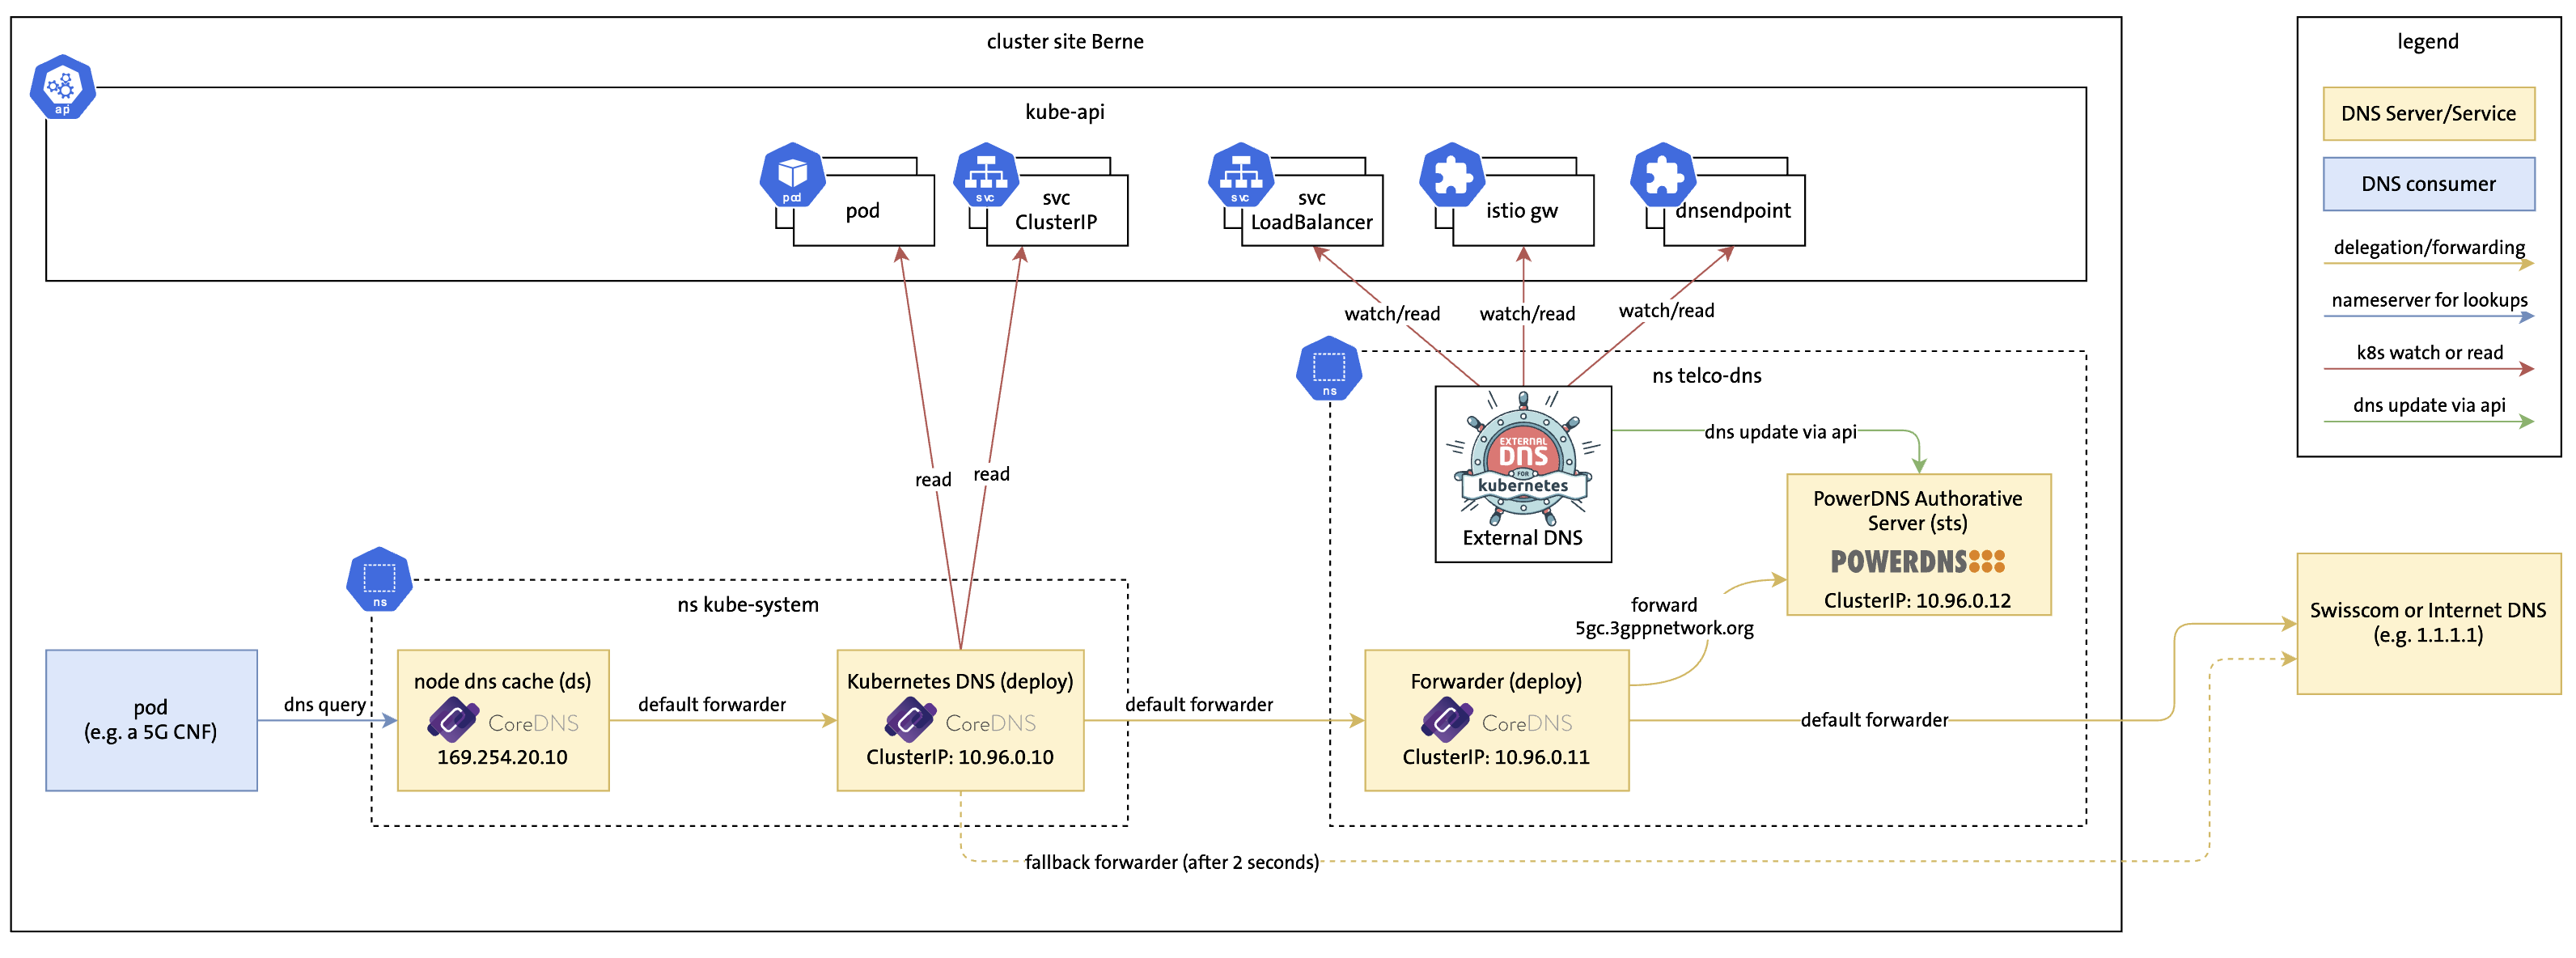 cluster site Berne
api
kube-api
pod
pod
svc
svc
ClusterIP
svc
svc
LoadBalancer
istio gw
dnsendpoint
read
read
watch/read
watch/read
watch/read
ns
ns telco-dns
EXTERNAL
DNS
FOR
kubernetes
External DNS
dns update via api
PowerDNS Authorative
Server (sts)
POWERDNS
ClusterIP: 10.96.0.12
ns
ns kube-system
pod
(e.g. a 5G CNF)
dns query
node dns cache (ds)
CoreDNS
169.254.20.10
default forwarder
Kubernetes DNS (deploy)
CoreDNS
ClusterIP: 10.96.0.10
default forwarder
Forwarder (deploy)
CoreDNS
ClusterIP: 10.96.0.11
forward
5gc.3gppnetwork.org
default forwarder
fallback forwarder (after 2 seconds)
legend
DNS Server/Service
DNS consumer
delegation/forwarding
nameserver for lookups
k8s watch or read
dns update via api
Swisscom or Internet DNS
(e.g. 1.1.1.1)